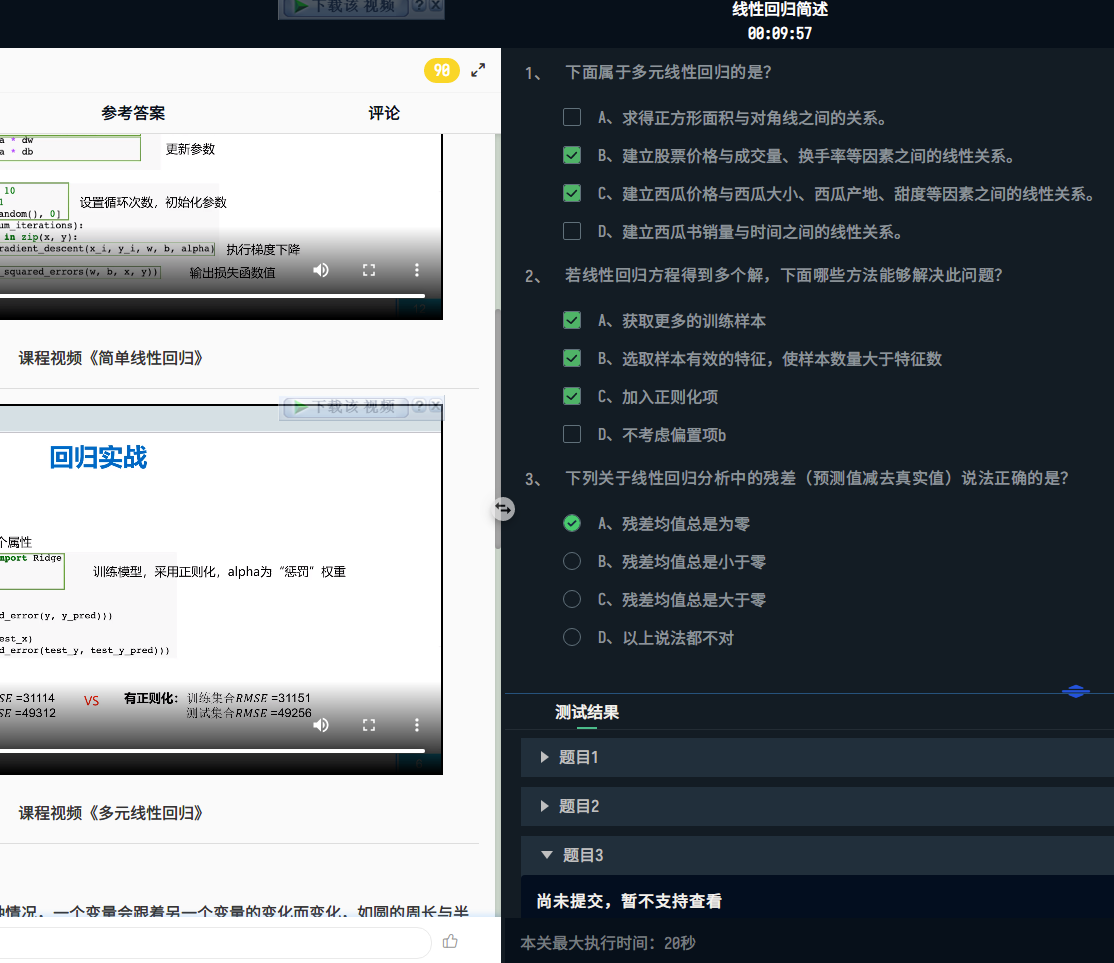 下载该 视频 ? X
线性回归简述
00:09:57
90
参考答案
评论
a * dw
a * db
更新参数
10
1
andom(), 0]
设置循环次数，初始化参数
um_iterations):
in zip(x, y):
radient_descent(x_i, y_i, w, b, alpha)
执行梯度下降
_squared_errors(w, b, x, y))
输出损失函数值
12
课程视频《简单线性回归》
下载该 视频 ? X
回归实战
个属性
mport Ridge
训练模型，采用正则化，alpha为“惩罚”权重
d_error(y, y_pred)))
est_x)
d_error(test_y, test_y_pred)))
SE =31114
VS
有正则化：训练集合RMSE =31151
SE =49312
测试集合RMSE =49256
6
课程视频《多元线性回归》
种情况，一个变量会跟着另一个变量的变化而变化，如圆的周长与半
1、 下面属于多元线性回归的是？
A、求得正方形面积与对角线之间的关系。
B、建立股票价格与成交量、换手率等因素之间的线性关系。
C、建立西瓜价格与西瓜大小、西瓜产地、甜度等因素之间的线性关系。
D、建立西瓜书销量与时间之间的线性关系。
2、 若线性回归方程得到多个解，下面哪些方法能够解决此问题？
A、获取更多的训练样本
B、选取样本有效的特征，使样本数量大于特征数
C、加入正则化项
D、不考虑偏置项b
3、 下列关于线性回归分析中的残差（预测值减去真实值）说法正确的是？
A、残差均值总是为零
B、残差均值总是小于零
C、残差均值总是大于零
D、以上说法都不对
测试结果
题目1
题目2
题目3
尚未提交，暂不支持查看
本关最大执行时间：20秒